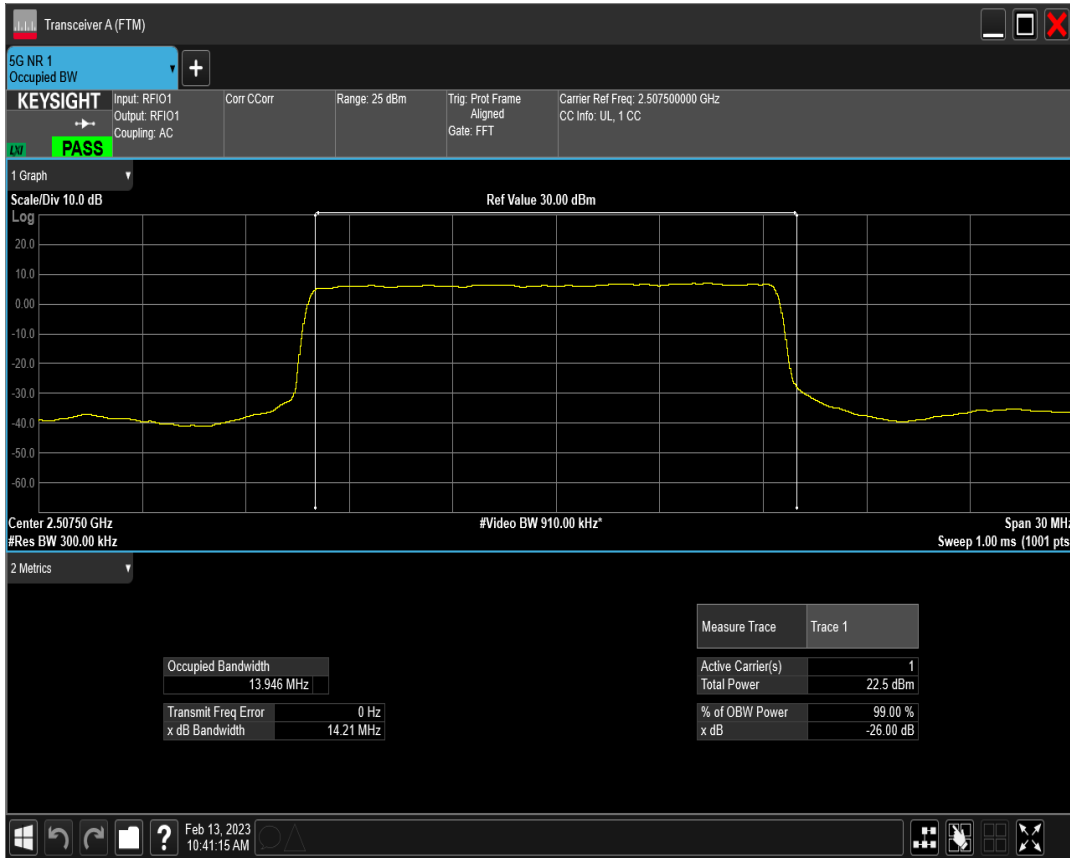 Transceiver A (FTM)
5G NR 1
Occupied BW
+
KEYSIGHT
LXI
PASS
Input: RFIO1
Output: RFIO1
Coupling: AC
Corr CCorr
Range: 25 dBm
Trig: Prot Frame
Aligned
Gate: FFT
Carrier Ref Freq: 2.507500000 GHz
CC Info: UL, 1 CC
1 Graph
Scale/Div 10.0 dB
Ref Value 30.00 dBm
Log
20.0
10.0
0.00
-10.0
-20.0
-30.0
-40.0
-50.0
-60.0
Center 2.50750 GHz
#Video BW 910.00 kHz*
Span 30 MHz
#Res BW 300.00 kHz
Sweep 1.00 ms (1001 pts
2 Metrics
Measure Trace Trace 1
Occupied Bandwidth
13.946 MHz
Active Carrier(s) 1
Total Power 22.5 dBm
Transmit Freq Error 0 Hz
x dB Bandwidth 14.21 MHz
% of OBW Power 99.00 %
x dB -26.00 dB
?
Feb 13, 2023
10:41:15 AM